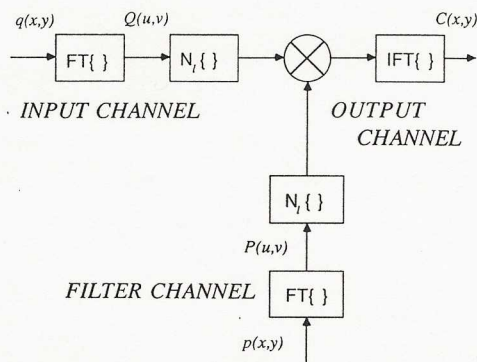 q(x,y) Q(u,v) C(x,y)
FT{ } N_l{ } IFT{ }
INPUT CHANNEL OUTPUT
CHANNEL
N_l{ }
P(u,v)
FILTER CHANNEL FT{ }
p(x,y)